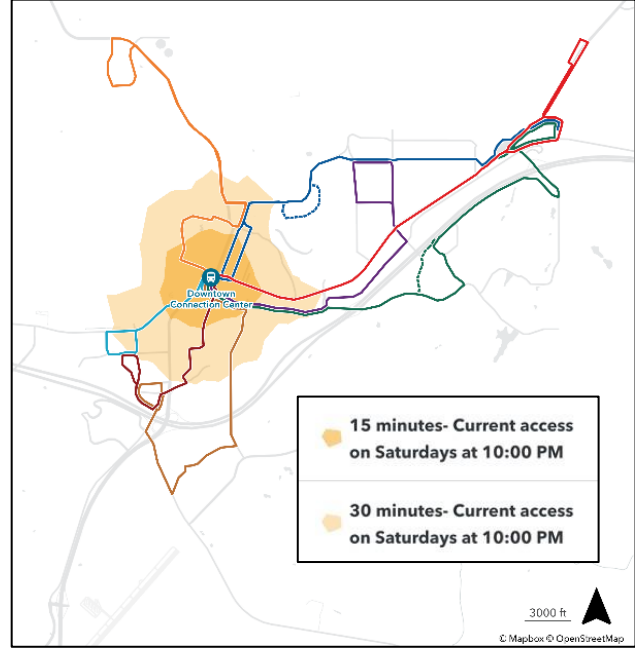 Downtown
Connection Center
15 minutes- Current access
on Saturdays at 10:00 PM
30 minutes- Current access
on Saturdays at 10:00 PM
3000 ft
© Mapbox © OpenStreetMap